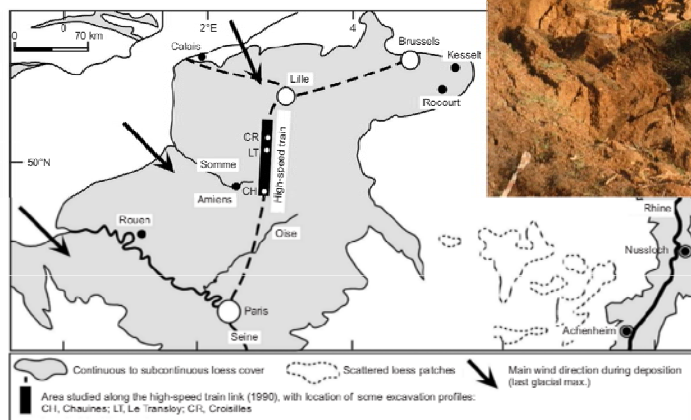 0
2°E
4
0 70 km
Calais
Brussels
Kesselt
Lille
Rocourt
CR
LT
High-speed train
50°N
Somme
Amiens
CH
Rouen
Oise
Rhine
Nussloch
Paris
Achenheim
Seine
Continuous to subcontinuous loess cover
Scattered loess patches
Main wind direction during deposition
(last glacial max.)
Area studied along the high-speed train link (1990), with location of some excavation profiles:
CH, Chaulnes; LT, Le Transloy; CR, Croisilles